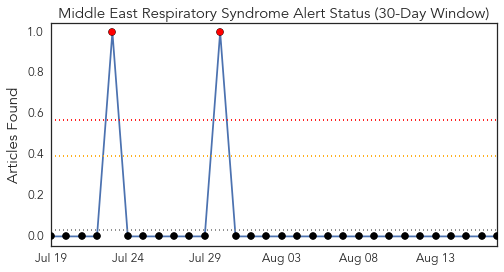 Middle East Respiratory Syndrome Alert Status (30-Day Window)
Articles Found
1.0
0.8
0.6
0.4
0.2
0.0
Jul 19 Jul 24 Jul 29 Aug 03 Aug 08 Aug 13